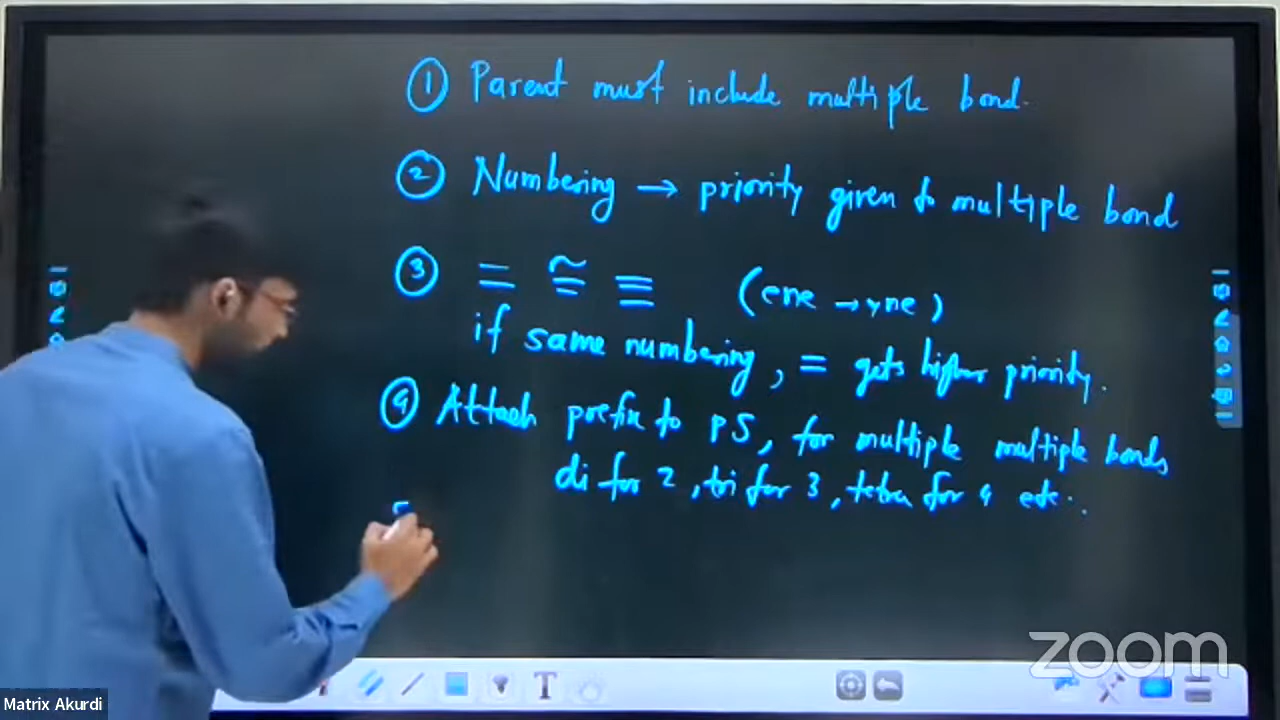 ① Parent must include multiple bond.
② Numbering → priority given to multiple bond
③ = ≅ ≡ (ene → yne)
if same numbering, = gets higher priority.
④ Attach prefix to PS, for multiple multiple bonds
di for 2, tri for 3, tetra for 4 etc.
5
T
zoom
Matrix Akurdi